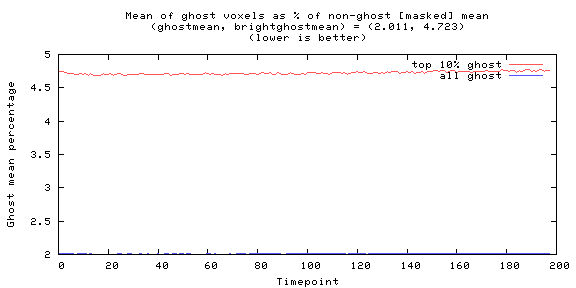 Mean of ghost voxels as % of non-ghost [masked] mean
(ghostmean, brightghostmean) = (2.011, 4.723)
(lower is better)
5
4.5
4
3.5
3
2.5
2
Ghost mean percentage
top 10% ghost
all ghost
0 20 40 60 80 100 120 140 160 180 200
Timepoint